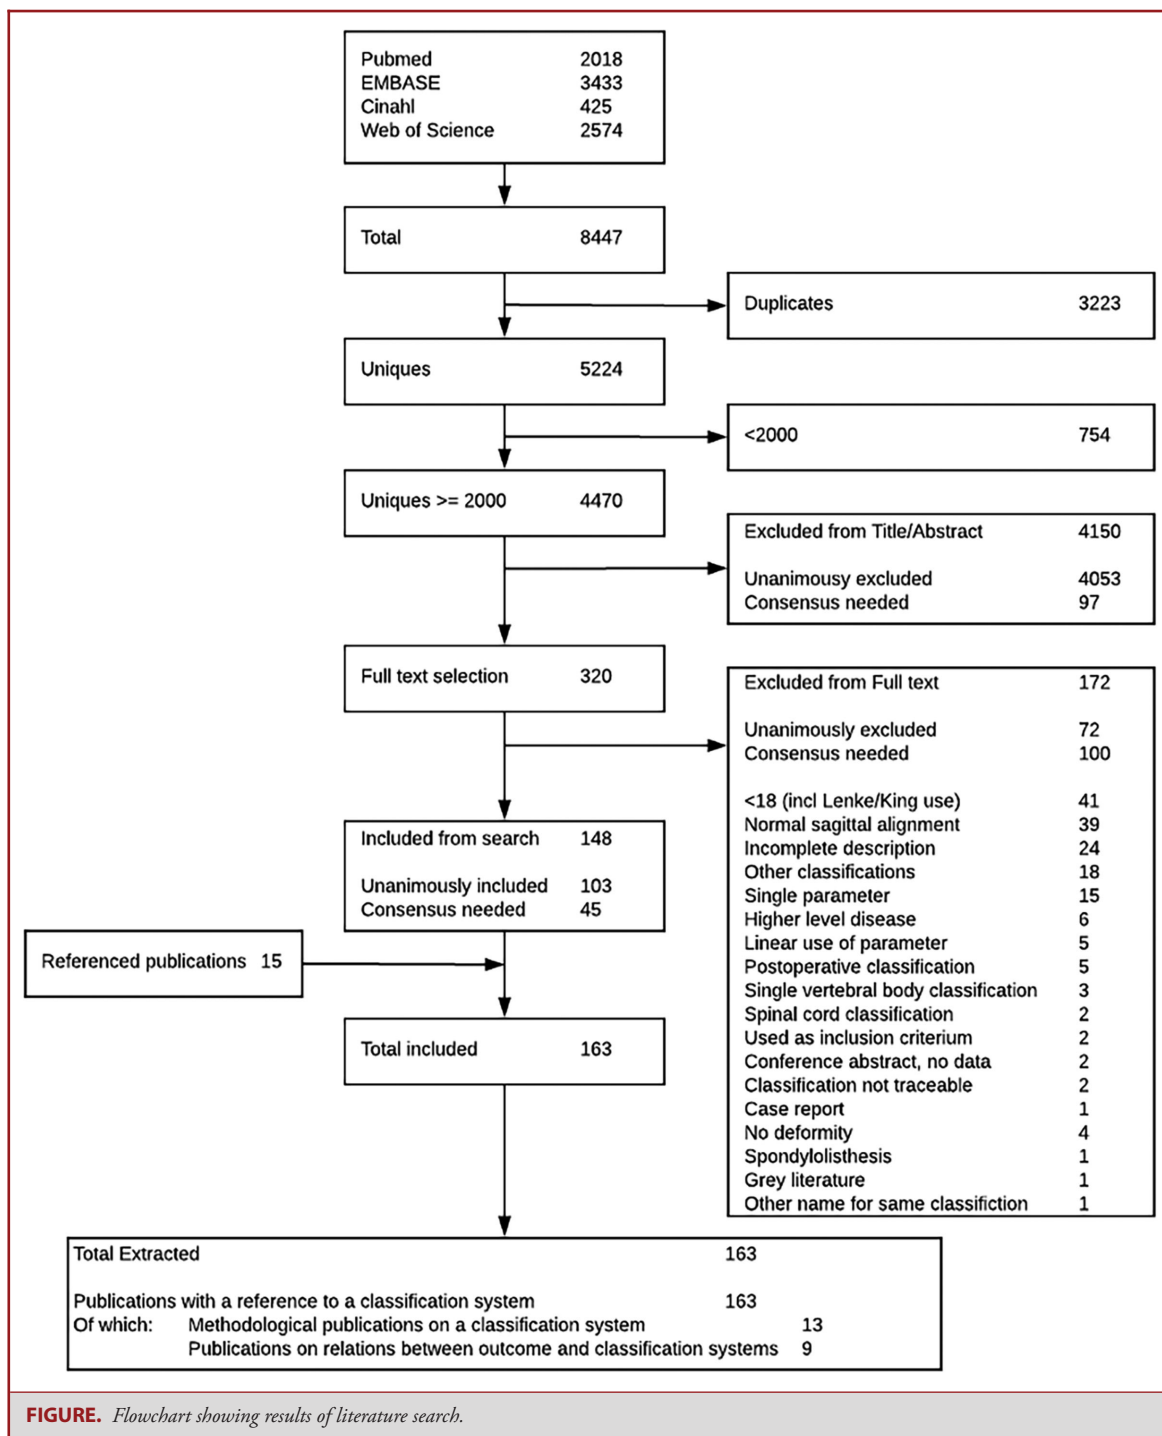 Pubmed 2018
EMBASE 3433
Cinahl 425
Web of Science 2574
Total 8447
Duplicates 3223
Uniques 5224
<2000 754
Uniques >= 2000 4470
Excluded from Title/Abstract 4150
Unanimousy excluded 4053
Consensus needed 97
Full text selection 320
Excluded from Full text 172
Unanimously excluded 72
Consensus needed 100
<18 (incl Lenke/King use) 41
Normal sagittal alignment 39
Incomplete description 24
Other classifications 18
Single parameter 15
Higher level disease 6
Linear use of parameter 5
Postoperative classification 5
Single vertebral body classification 3
Spinal cord classification 2
Used as inclusion criterium 2
Conference abstract, no data 2
Classification not traceable 2
Case report 1
No deformity 4
Spondylolisthesis 1
Grey literature 1
Other name for same classifiction 1
Included from search 148
Unanimously included 103
Consensus needed 45
Referenced publications 15
Total included 163
Total Extracted 163
Publications with a reference to a classification system 163
Of which: Methodological publications on a classification system 13
Publications on relations between outcome and classification systems 9
FIGURE. Flowchart showing results of literature search.